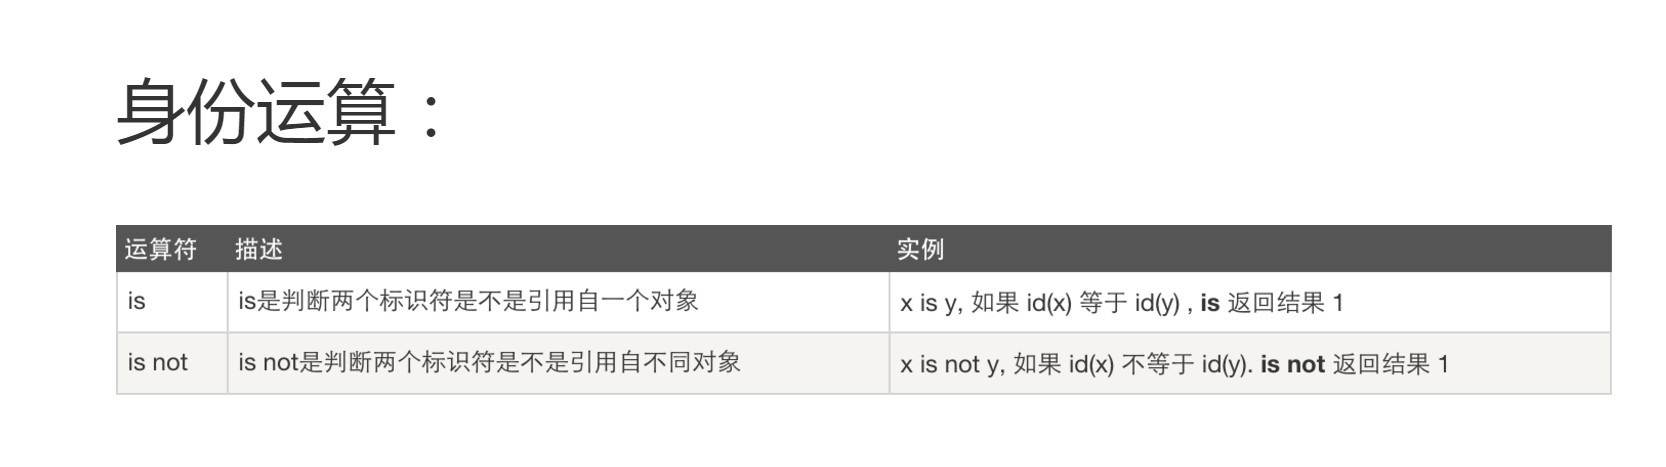 身份运算：
运算符 描述 实例
is is是判断两个标识符是不是引用自一个对象 x is y, 如果 id(x) 等于 id(y) , is 返回结果 1
is not is not是判断两个标识符是不是引用自不同对象 x is not y, 如果 id(x) 不等于 id(y). is not 返回结果 1